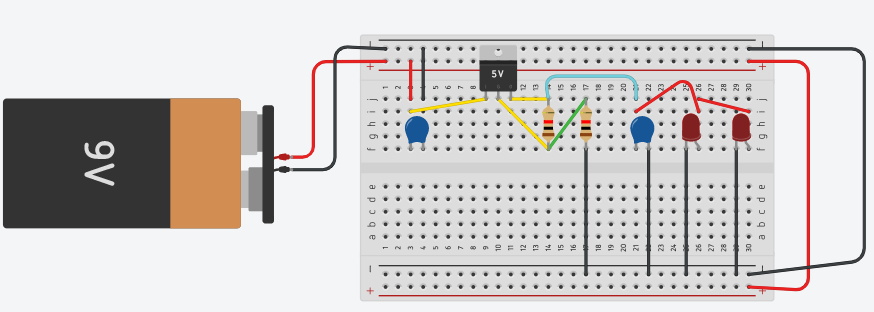 9V
5V
− −
+ +
1 2 3 4 5 6 7 8 9 10 11 12 13 14 15 16 17 18 19 20 21 22 23 24 25 26 27 28 29 30
j j
i i
h h
g g
f f
e e
d d
c c
b b
a a
1 2 3 4 5 6 7 8 9 10 11 12 13 14 15 16 17 18 19 20 21 22 23 24 25 26 27 28 29 30
− −
+ +